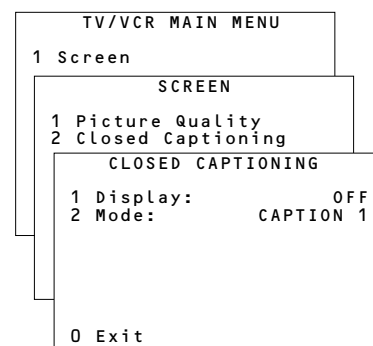 TV/VCR MAIN MENU
1 Screen
SCREEN
1 Picture Quality
2 Closed Captioning
CLOSED CAPTIONING
1 Display: OFF
2 Mode: CAPTION 1
0 Exit